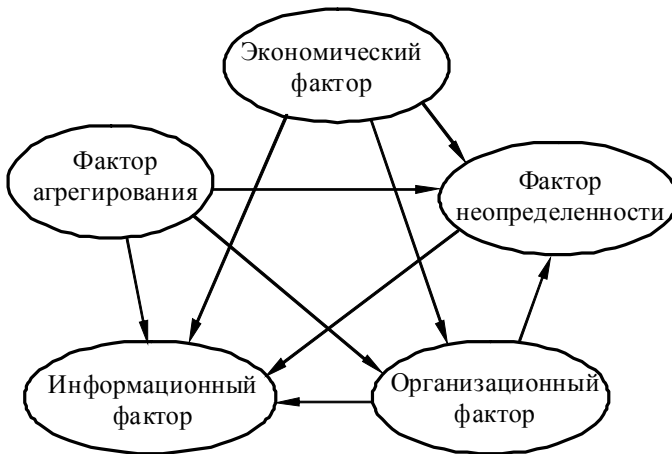 Экономический
фактор
Фактор
агрегирования
Фактор
неопределенности
Информационный
фактор
Организационный
фактор